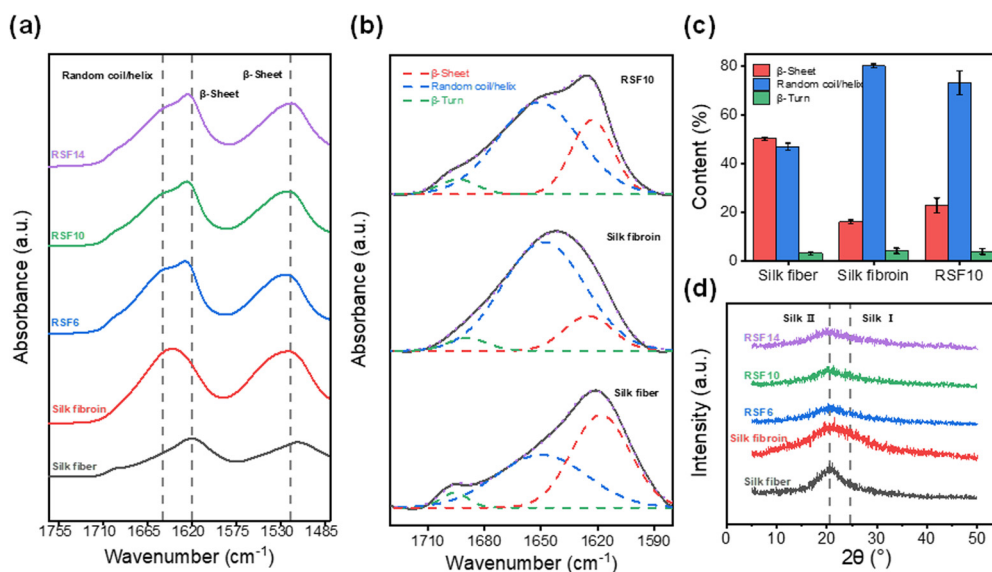 (a)
Random coil/helix
β-Sheet
β-Sheet
RSF14
RSF10
RSF6
Silk fibroin
Silk fiber
Absorbance (a.u.)
1755 1710 1665 1620 1575 1530 1485
Wavenumber (cm⁻¹)
(b)
β-Sheet
Random coil/helix
β-Turn
RSF10
Silk fibroin
Silk fiber
Absorbance (a.u.)
1710 1680 1650 1620 1590
Wavenumber (cm⁻¹)
(c)
β-Sheet
Random coil/helix
β-Turn
80
60
40
20
0
Content (%)
Silk fiber Silk fibroin RSF10
(d)
Silk II Silk I
RSF14
RSF10
RSF6
Silk fibroin
Silk fiber
Intensity (a.u.)
0 10 20 30 40 50
2θ (°)